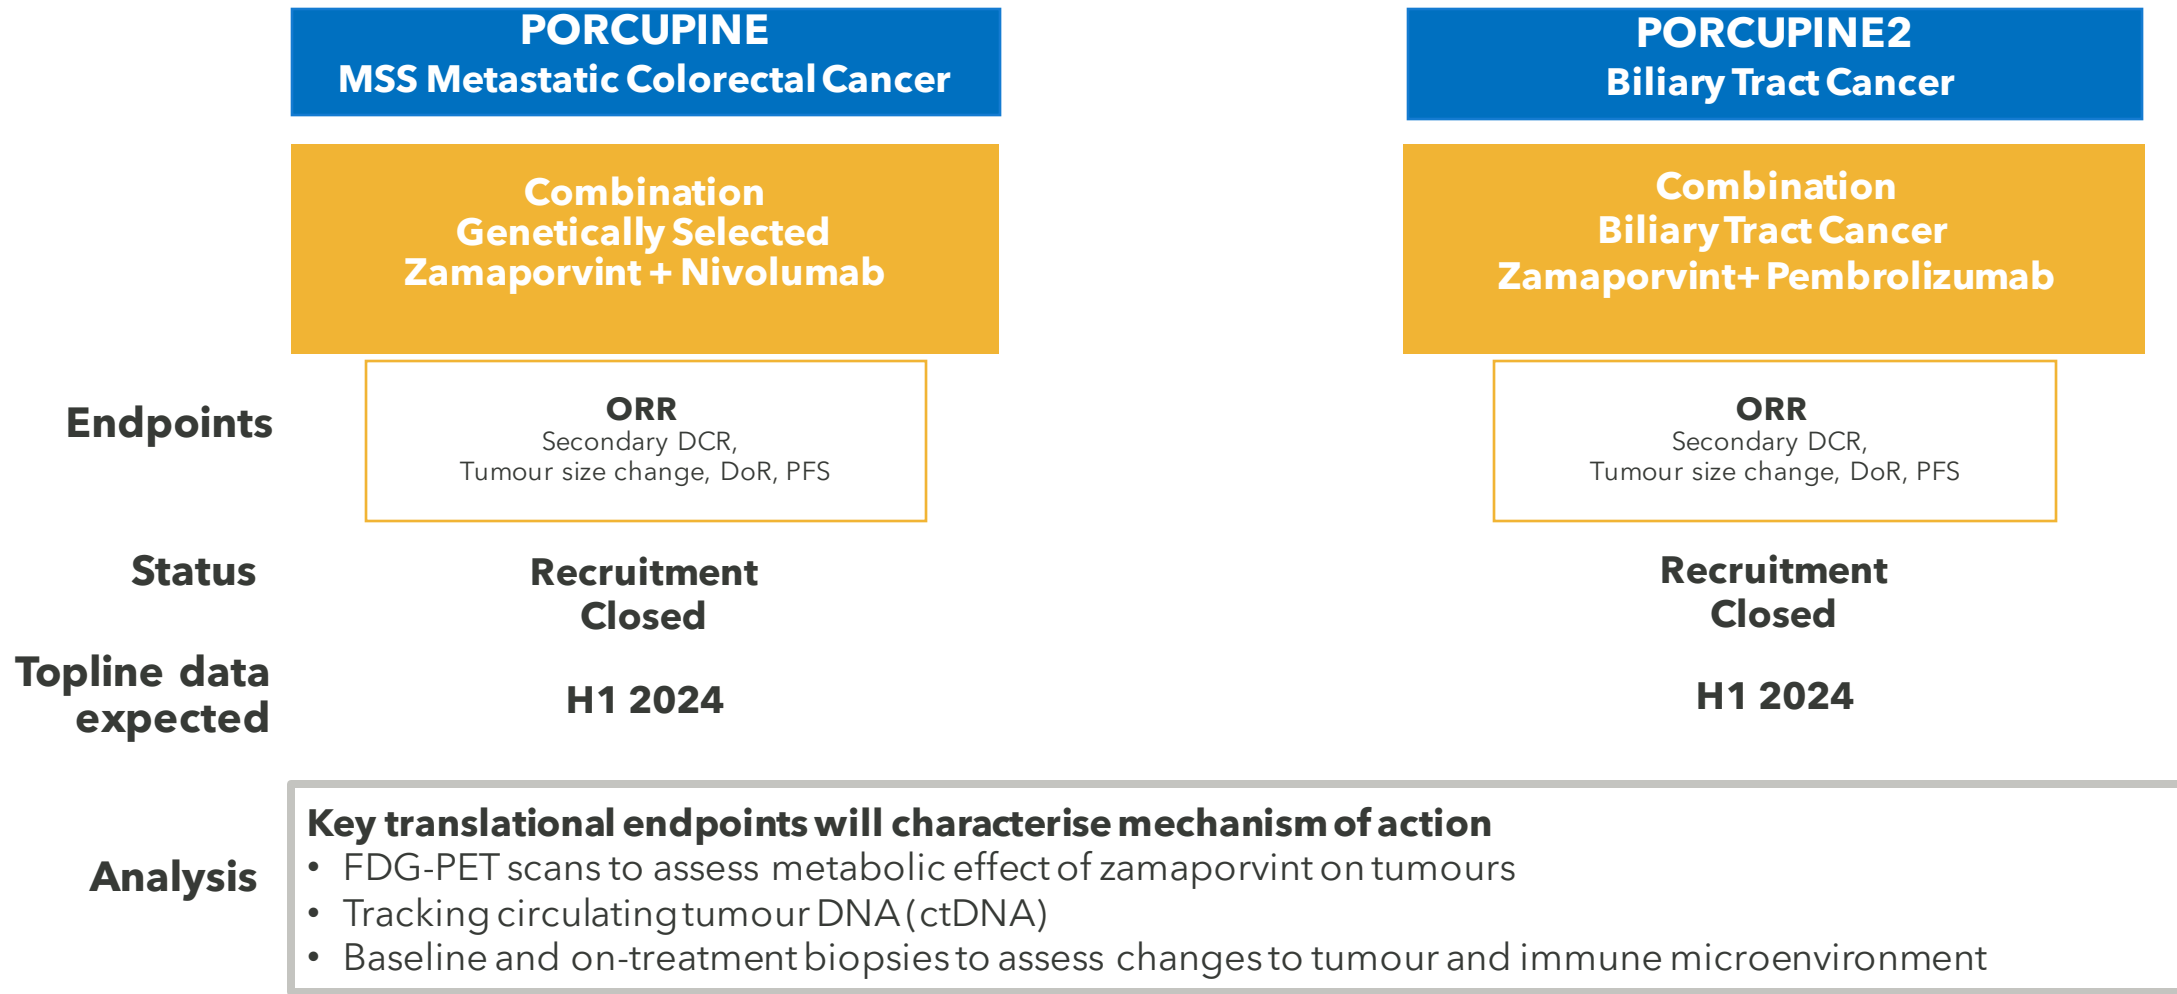 PORCUPINE
MSS Metastatic Colorectal Cancer
PORCUPINE2
Biliary Tract Cancer
Combination
Genetically Selected
Zamaporvint + Nivolumab
Combination
Biliary Tract Cancer
Zamaporvint+ Pembrolizumab
Endpoints
ORR
Secondary DCR,
Tumour size change, DoR, PFS
ORR
Secondary DCR,
Tumour size change, DoR, PFS
Status
Recruitment
Closed
Recruitment
Closed
Topline data
expected
H1 2024
H1 2024
Analysis
Key translational endpoints will characterise mechanism of action
• FDG-PET scans to assess metabolic effect of zamaporvint on tumours
• Tracking circulating tumour DNA (ctDNA)
• Baseline and on-treatment biopsies to assess changes to tumour and immune microenvironment